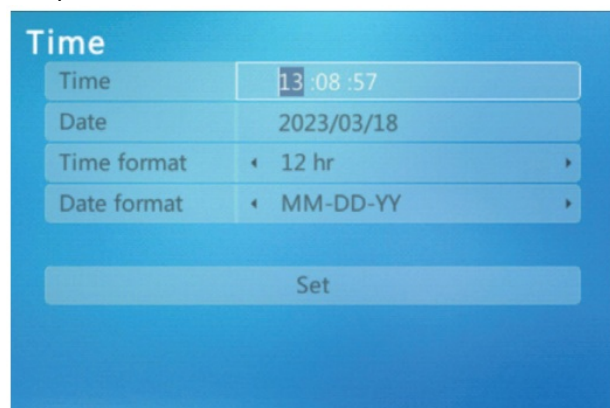 Time
Time 13 :08 :57
Date 2023/03/18
Time format 12 hr
Date format MM-DD-YY
Set